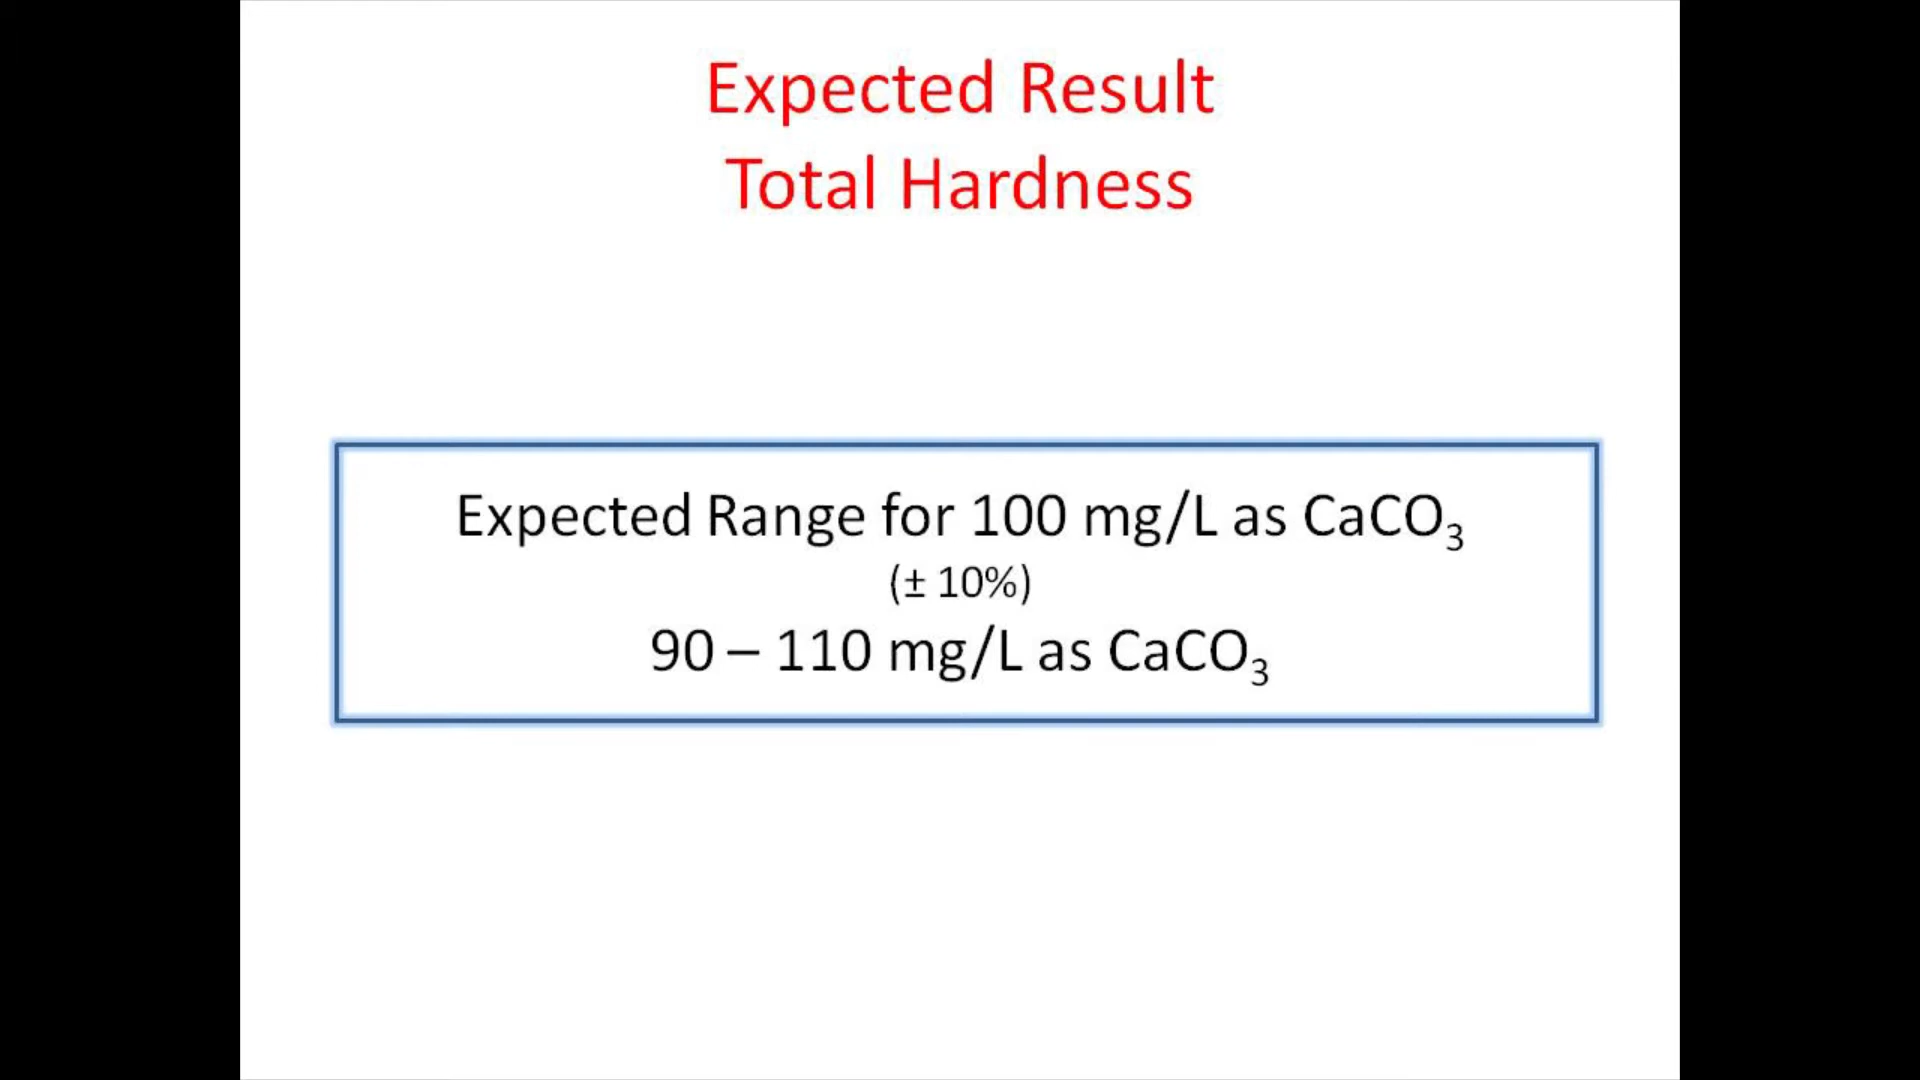 Expected Result
Total Hardness
Expected Range for 100 mg/L as CaCO₃
(± 10%)
90 – 110 mg/L as CaCO₃